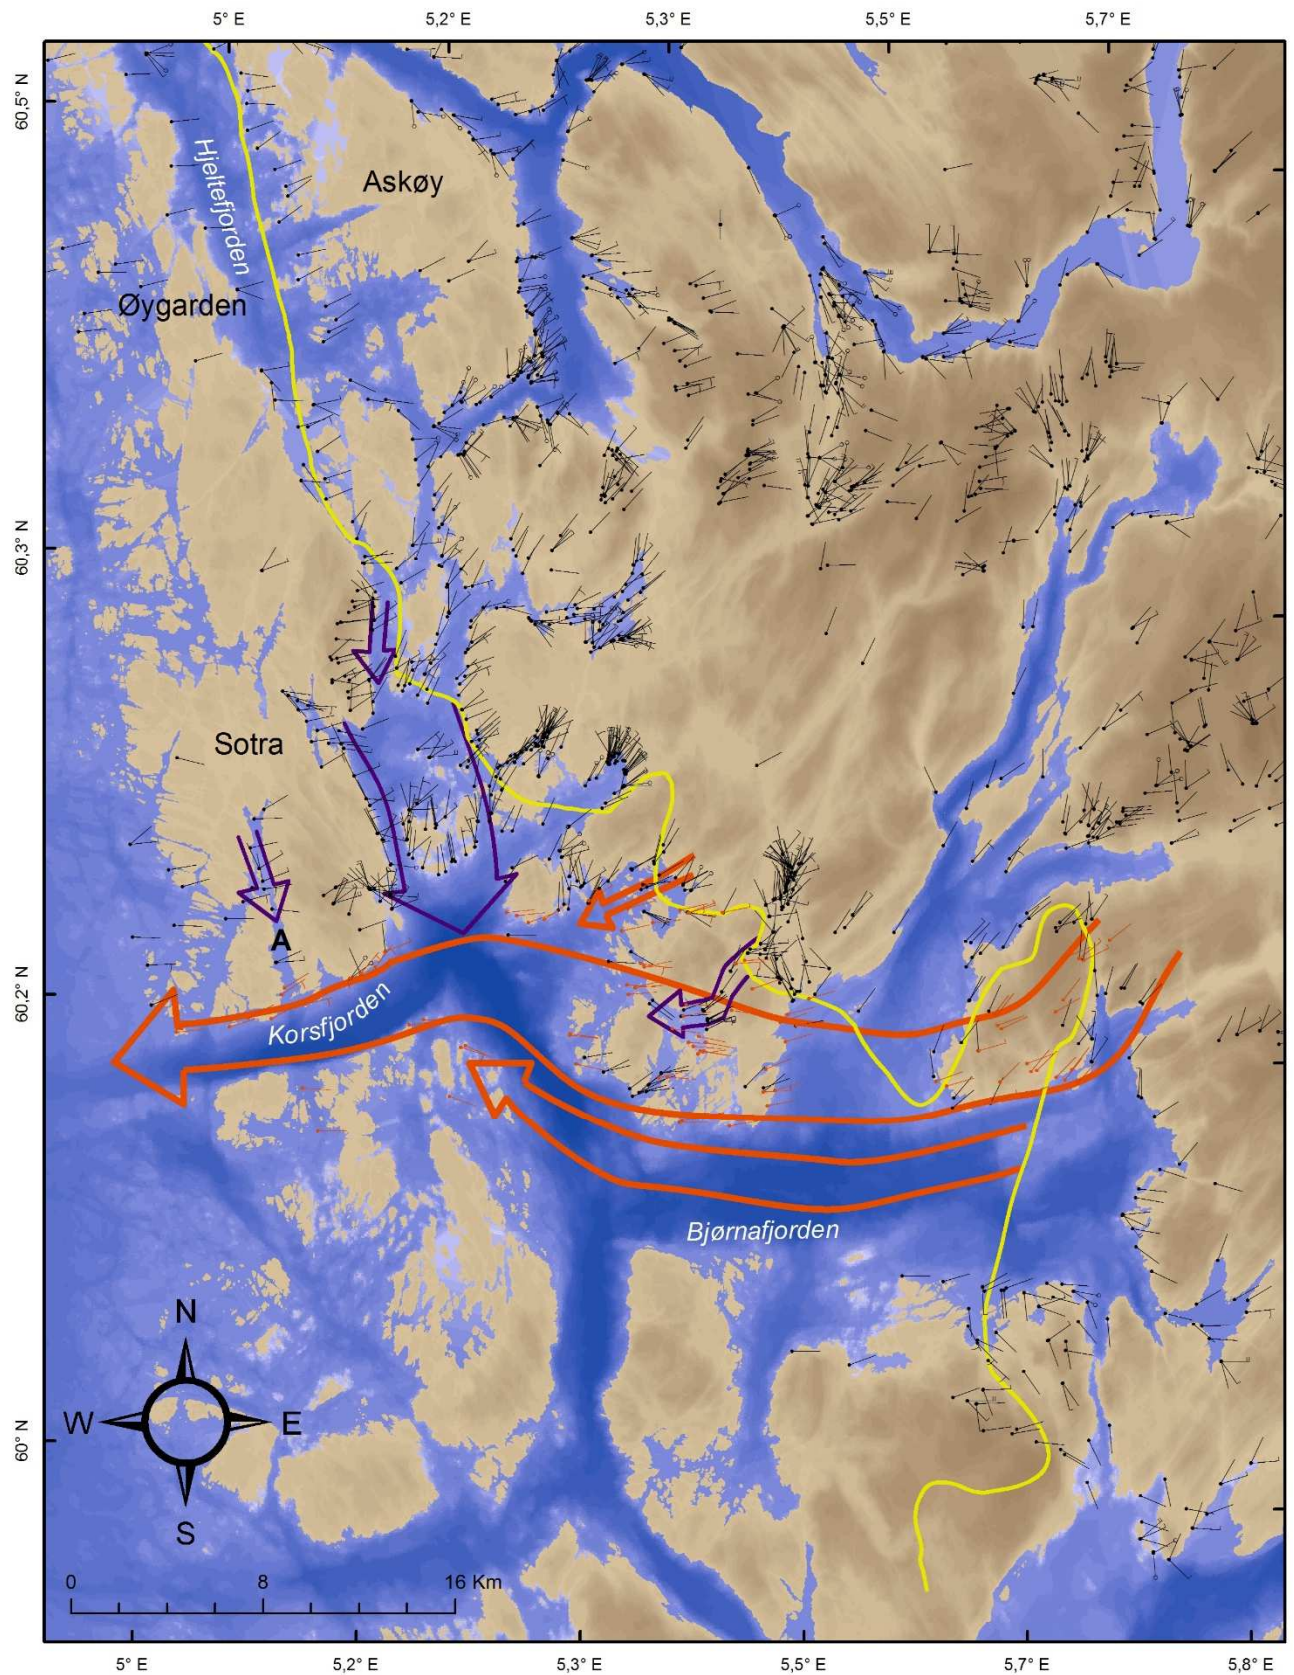 5° E 5,2° E 5,3° E 5,5° E 5,7° E
60,5° N
Hjeltefjorden
Askøy
Øygarden
60,3° N
Sotra
A
60,2° N
Korsfjorden
Bjørnafjorden
N
W E
S
60° N
0 8 16 Km
5° E 5,2° E 5,3° E 5,5° E 5,7° E 5,8° E